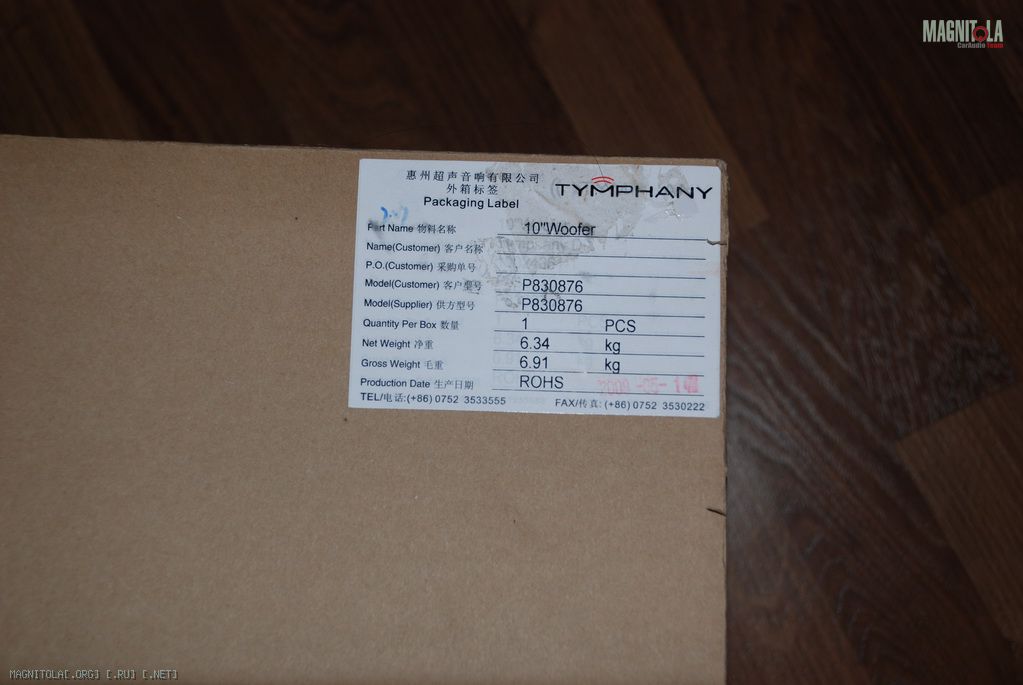 MAGNITOLA
CarAudio Team
惠州超声音响有限公司
外箱标签
Packaging Label
TYMPHANY
Part Name 物料名称 10"Woofer
Name(Customer) 客户名称
P.O.(Customer) 采购单号
Model(Customer) 客户型号 P830876
Model(Supplier) 供方型号 P830876
Quantity Per Box 数量 1 PCS
Net Weight 净重 6.34 kg
Gross Weight 毛重 6.91 kg
Production Date 生产日期 ROHS 2009 -05- 1
TEL/电话:(+86) 0752 3533555 FAX/传真: (+86) 0752 3530222
MAGNITOLA[.ORG] [.RU] [.NET]